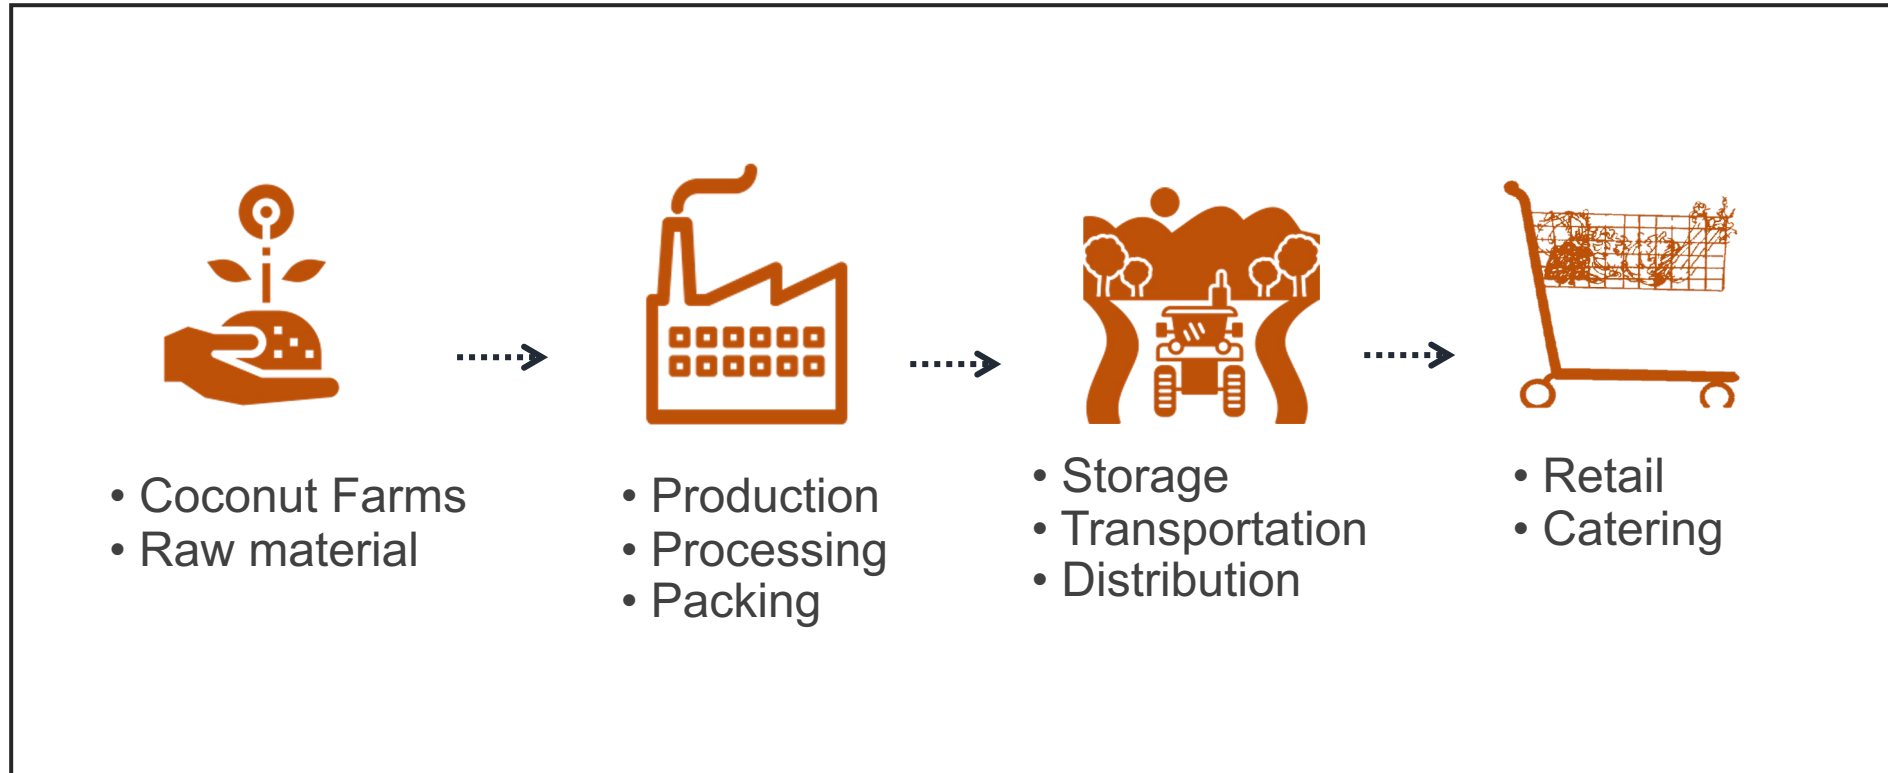 • Coconut Farms
• Raw material
• Production
• Processing
• Packing
• Storage
• Transportation
• Distribution
• Retail
• Catering